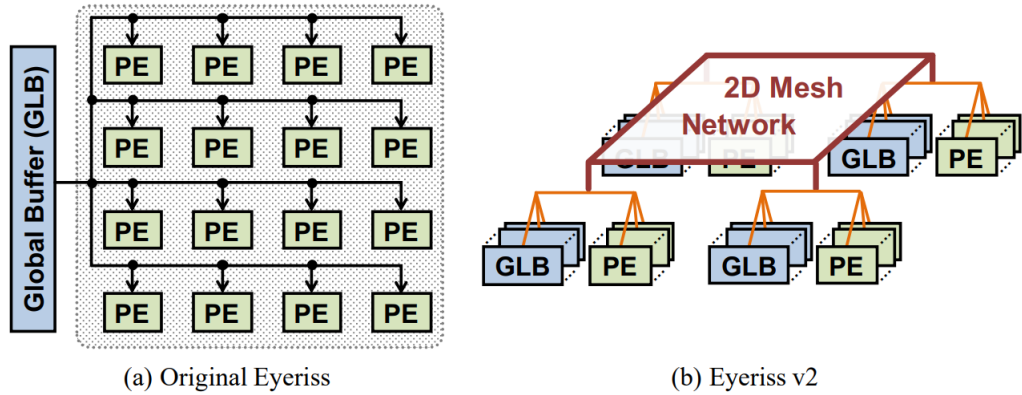 Global Buffer (GLB)
PE PE PE PE
PE PE PE PE
PE PE PE PE
PE PE PE PE
(a) Original Eyeriss
2D Mesh
Network
GLB PE GLB PE
GLB PE GLB PE
(b) Eyeriss v2